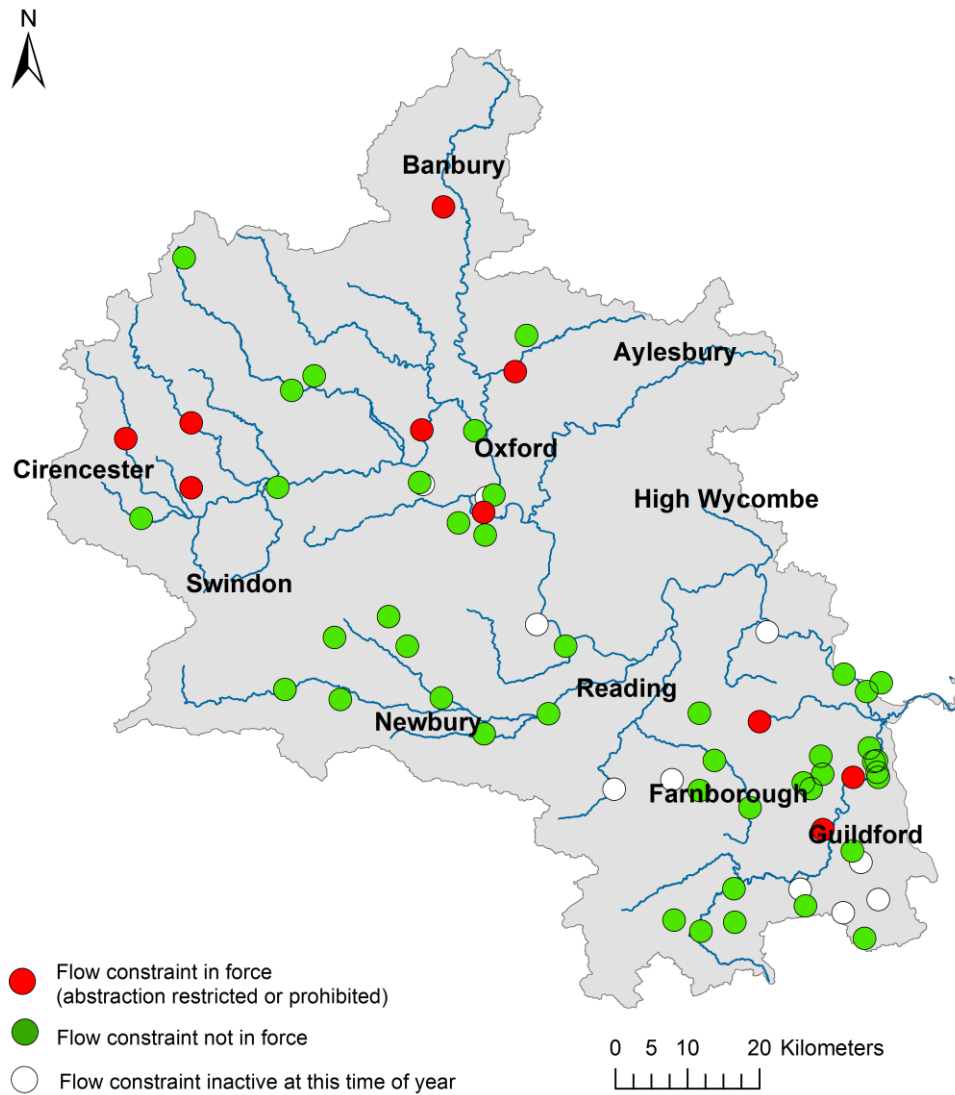 N
Banbury
Aylesbury
Oxford
Cirencester
High Wycombe
Swindon
Reading
Newbury
Farnborough
Guildford
Flow constraint in force
(abstraction restricted or prohibited)
Flow constraint not in force
Flow constraint inactive at this time of year
0 5 10 20 Kilometers